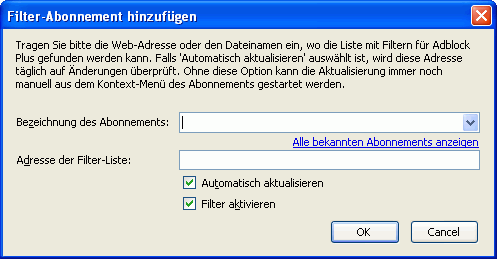 Filter-Abonnement hinzufügen
Tragen Sie bitte die Web-Adresse oder den Dateinamen ein, wo die Liste mit Filtern für Adblock
Plus gefunden werden kann. Falls 'Automatisch aktualisieren' auswählt ist, wird diese Adresse
täglich auf Änderungen überprüft. Ohne diese Option kann die Aktualisierung immer noch
manuell aus dem Kontext-Menü des Abonnements gestartet werden.
Bezeichnung des Abonnements:
Alle bekannten Abonnements anzeigen
Adresse der Filter-Liste:
Automatisch aktualisieren
Filter aktivieren
OK
Cancel